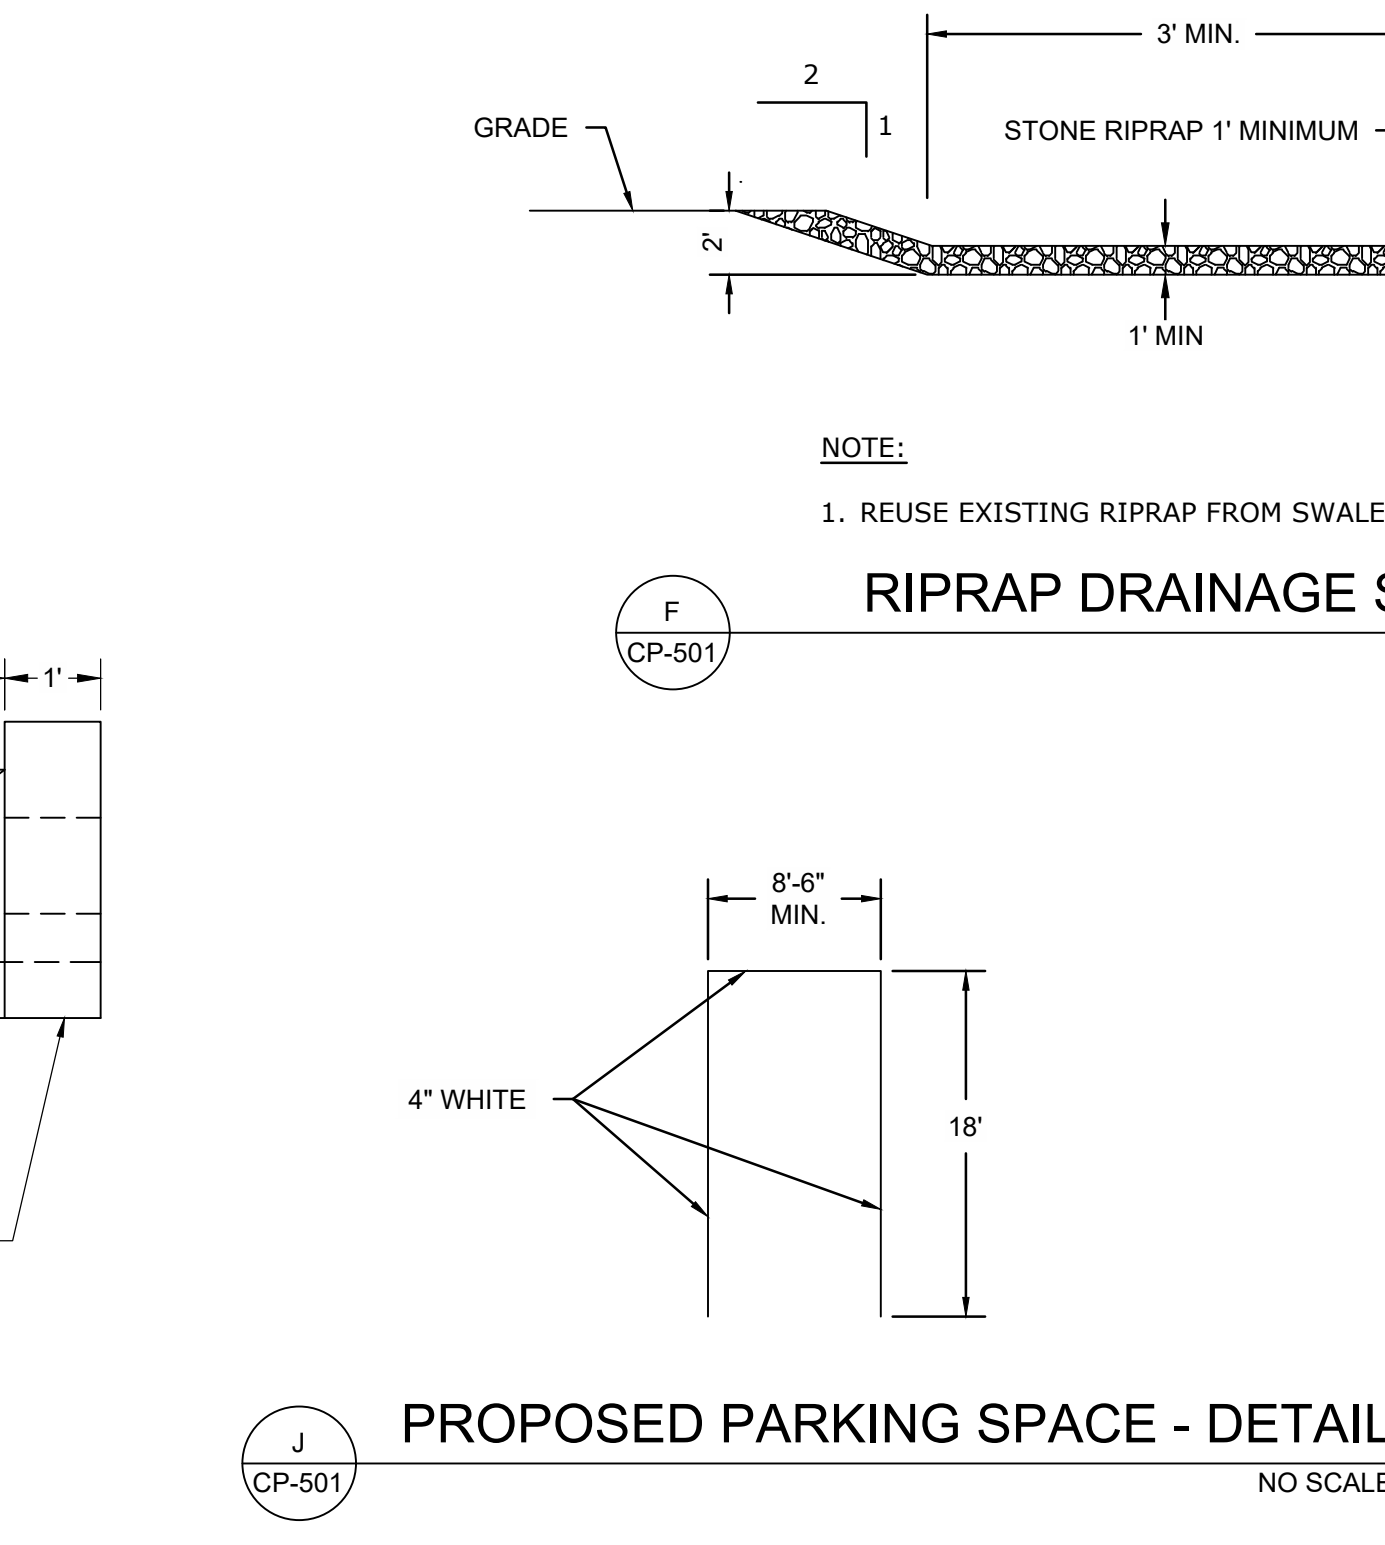 3' MIN.
2
1
GRADE
STONE RIPRAP 1' MINIMUM
2'
1' MIN
NOTE:
1. REUSE EXISTING RIPRAP FROM SWALE
F
CP-501
RIPRAP DRAINAGE S
1'
8'-6"
MIN.
4" WHITE
18'
J
CP-501
PROPOSED PARKING SPACE - DETAIL
NO SCALE